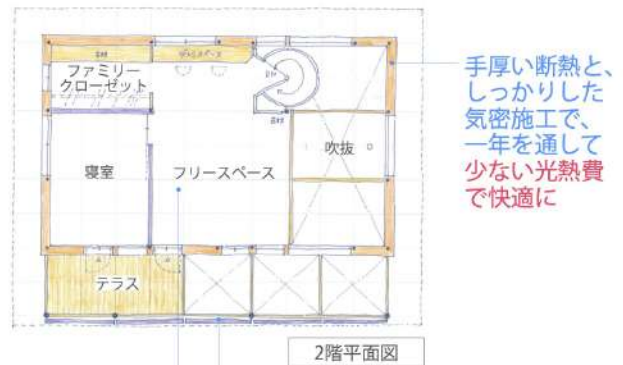 ファミリー
クローゼット
寝室
フリースペース
吹抜
テラス
2階平面図
手厚い断熱と、
しっかりした
気密施工で、
一年を通して
少ない光熱費
で快適に